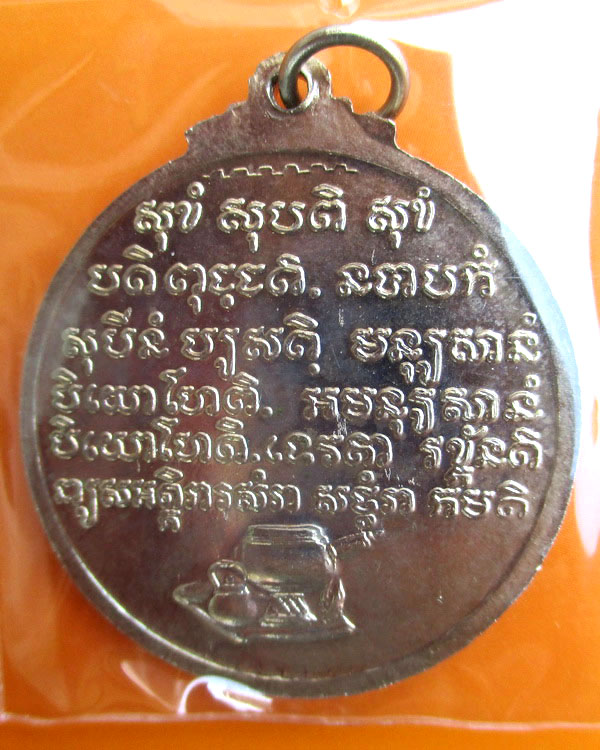 សុខំ សុបតិ សុខំ
បដិពុជ្ឈតិ. នបាបកំ
សុបិនំ បស្សតិ មនុស្សានំ
បិយោហោតិ. អមនុស្សានំ
បិយោហោតិ. ទេវតា រក្ខន្តិ